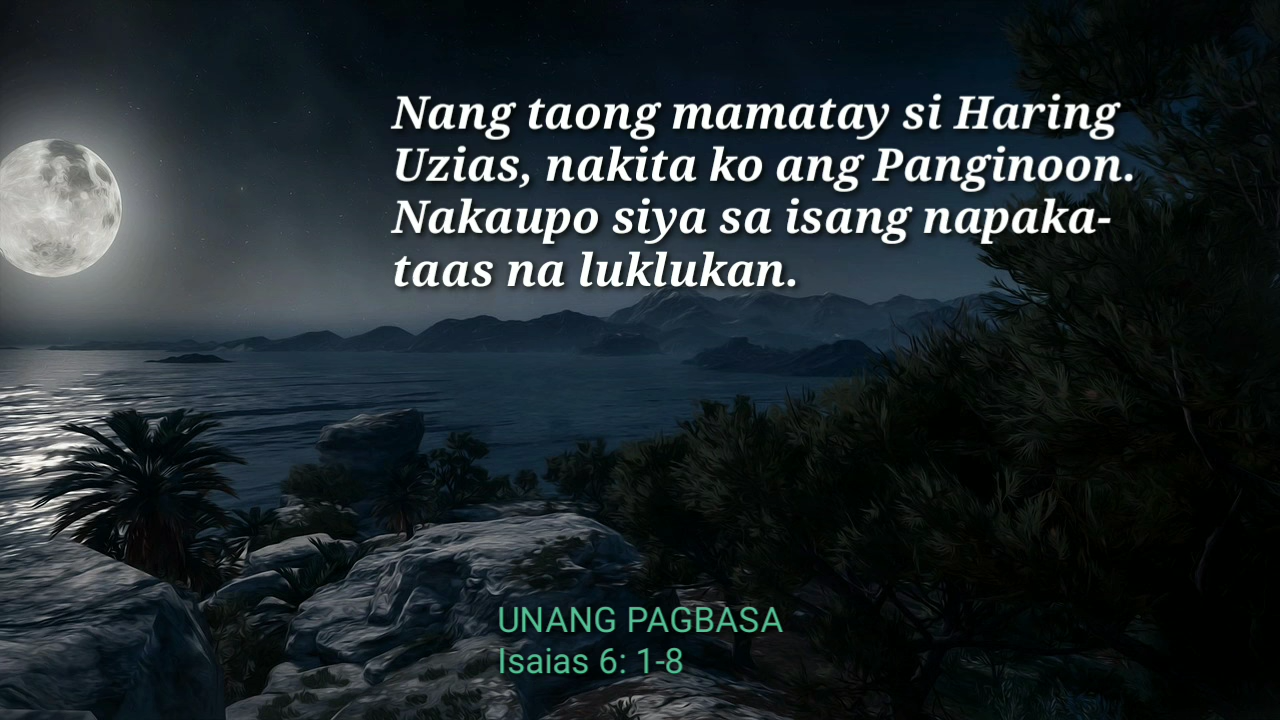 Nang taong mamatay si Haring
Uzias, nakita ko ang Panginoon.
Nakaupo siya sa isang napaka-
taas na luklukan.
UNANG PAGBASA
Isaias 6: 1-8